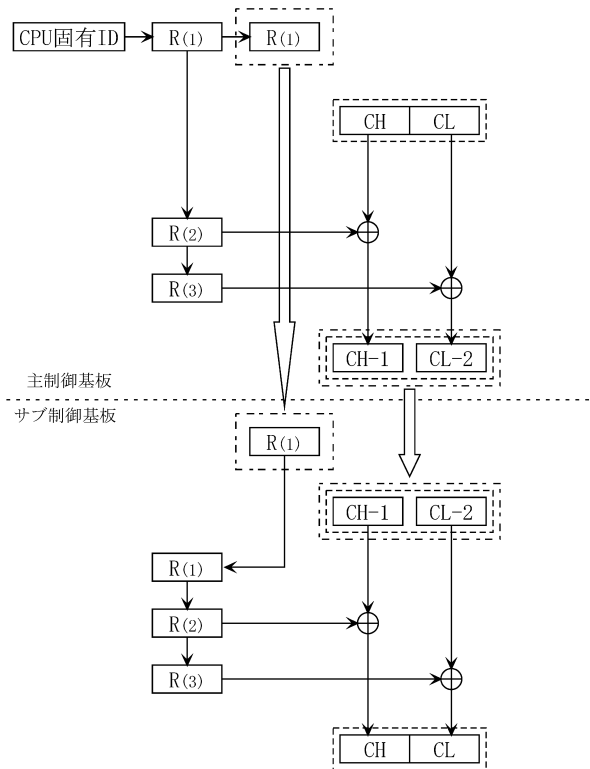 CPU固有ID
R(1)
R(1)
CH
CL
R(2)
R(3)
CH-1
CL-2
主制御基板
サブ制御基板
R(1)
CH-1
CL-2
R(1)
R(2)
R(3)
CH
CL